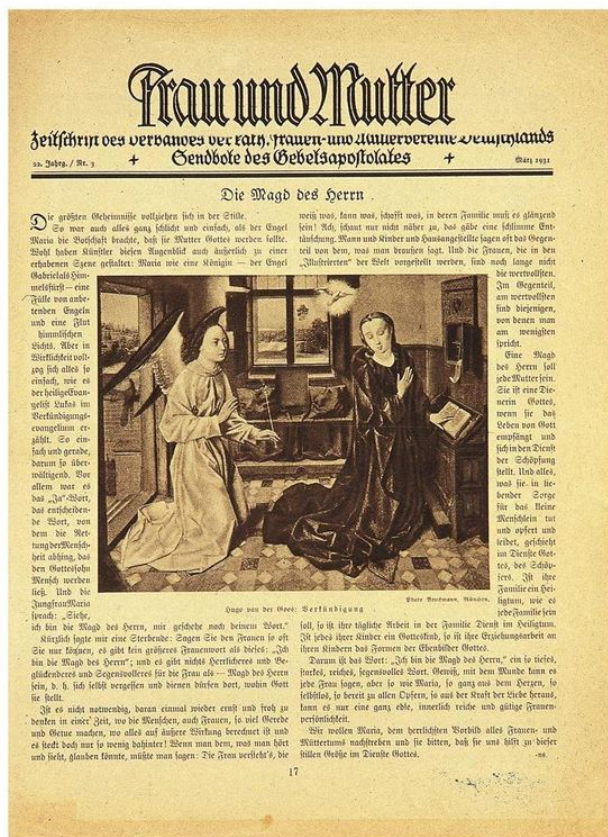 Frau und Mutter
Zeitschrift des Verbandes der kath. Frauen- und Müttervereine Deutschlands
22. Jahrg. / Nr. 3 + Sendbote des Gebetsapostolates + März 1931
Die Magd des Herrn.
Die größten Geheimnisse vollziehen sich in der Stille.
So war auch alles ganz schlicht und einfach, als der Engel
Maria die Botschaft brachte, daß sie Mutter Gottes werden sollte.
Wohl haben Künstler diesen Augenblick auch äußerlich zu einer
erhabenen Szene gestaltet: Maria wie eine Königin — der Engel
Gabriel als Him-
melsfürst — eine
Fülle von anbe-
tenden Engeln
und eine Flut
himmlischen
Lichts. Aber in
Wirklichkeit voll-
zog sich alles so
einfach, wie es
der heilige Evan-
gelist Lukas im
Verkündigungs-
evangelium er-
zählt. So ein-
fach und gerade,
darum so über-
wältigend. Vor
allem war es
das „Ja“-Wort,
das entscheiden-
de Wort, von
dem die Ret-
tung der Mensch-
heit abhing, das
den Gottessohn
Mensch werden
ließ. Und die
Jungfrau Maria
sprach: „Siehe,
ich bin die Magd des Herrn, mir geschehe nach deinem Wort.“
Kürzlich sagte mir eine Sterbende: Sagen Sie den Frauen so oft
Sie nur können, es gibt kein größeres Frauenwort als dieses: „Ich
bin die Magd des Herrn“; und es gibt nichts Herrlicheres und Be-
glückenderes und Segensvolleres für die Frau als — Magd des Herrn
sein, d. h. sich selbst vergessen und dienen dürfen dort, wohin Gott
sie stellt.
Ist es nicht notwendig, daran einmal wieder ernst und froh zu
denken in einer Zeit, wo die Menschen, auch Frauen, so viel Gerede
und Getue machen, wo alles auf äußere Wirkung berechnet ist und
es steckt doch nur so wenig dahinter! Wenn man dem, was man hört
und sieht, glauben könnte, müßte man sagen: Die Frau versteht's, die
weiß was, kann was, schafft was, in deren Familie muß es glänzend
sein! Ach, schaut nur nicht näher zu, das gäbe eine schlimme Ent-
täuschung. Mann und Kinder und Hausangestellte sagen oft das Gegen-
teil von dem, was man draußen sagt. Und die Frauen, die in den
„Illustrierten“ der Welt vorgestellt werden, sind noch lange nicht
die wertvollsten.
Im Gegenteil,
am wertvollsten
sind diejenigen,
von denen man
am wenigsten
spricht.
Eine Magd
des Herrn soll
jede Mutter sein.
Sie ist eine Die-
nerin Gottes,
wenn sie das
Leben von Gott
empfängt und
sich in den Dienst
der Schöpfung
stellt. Und alles,
was sie in lie-
bender Sorge
für das kleine
Menschlein tut
und opfert und
leidet, geschieht
im Dienste Got-
tes, des Schöp-
fers. Ist ihre
Familie ein Hei-
ligtum, wie es
jede Familie sein
soll, so ist ihre tägliche Arbeit in der Familie Dienst im Heiligtum.
Ist jedes ihrer Kinder ein Gotteskind, so ist ihre Erziehungsarbeit an
ihren Kindern das Formen der Ebenbilder Gottes.
Darum ist das Wort: „Ich bin die Magd des Herrn,“ ein so tiefes,
starkes, reiches, segensvolles Wort. Gewiß, mit dem Munde kann es
jede Frau sagen, aber so wie Maria, so ganz aus dem Herzen, so
selbstlos, so bereit zu allen Opfern, so aus der Kraft der Liebe heraus,
kann es nur eine ganz edle, innerlich reiche und gütige Frauen-
persönlichkeit.
Wir wollen Maria, dem herrlichsten Vorbild alles Frauen- und
Müttertums nachstreben und sie bitten, daß sie uns hilft zu dieser
stillen Größe im Dienste Gottes.
Photo Bruckmann, München.
Hugo van der Goes: Verkündigung
17